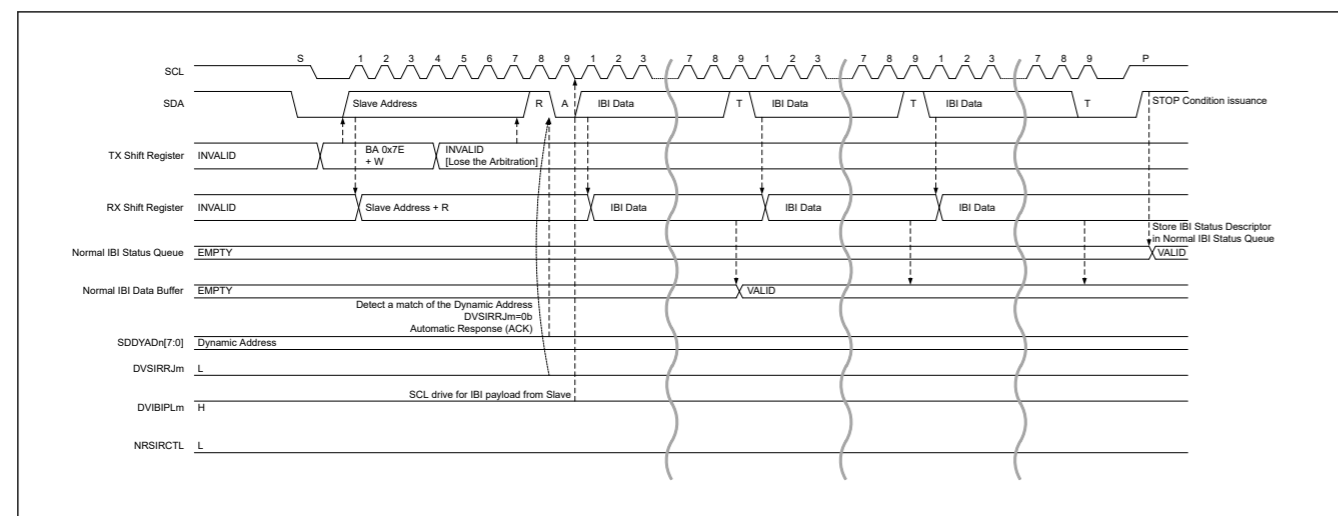 S 1 2 3 4 5 6 7 8 9 1 2 3 7 8 9 1 2 3 7 8 9 1 2 3 7 8 9 P
SCL
SDA Slave Address R A IBI Data T IBI Data T IBI Data T STOP Condition issuance
TX Shift Register INVALID BA 0x7E
+ W INVALID
[Lose the Arbitration]
RX Shift Register INVALID Slave Address + R IBI Data IBI Data IBI Data
Store IBI Status Descriptor
in Normal IBI Status Queue
Normal IBI Status Queue EMPTY VALID
Normal IBI Data Buffer EMPTY VALID
Detect a match of the Dynamic Address
DVSIRRJm=0b
Automatic Response (ACK)
SDDYADn[7:0] Dynamic Address
DVSIRRJm L
SCL drive for IBI payload from Slave
DVIBIPLm H
NRSIRCTL L